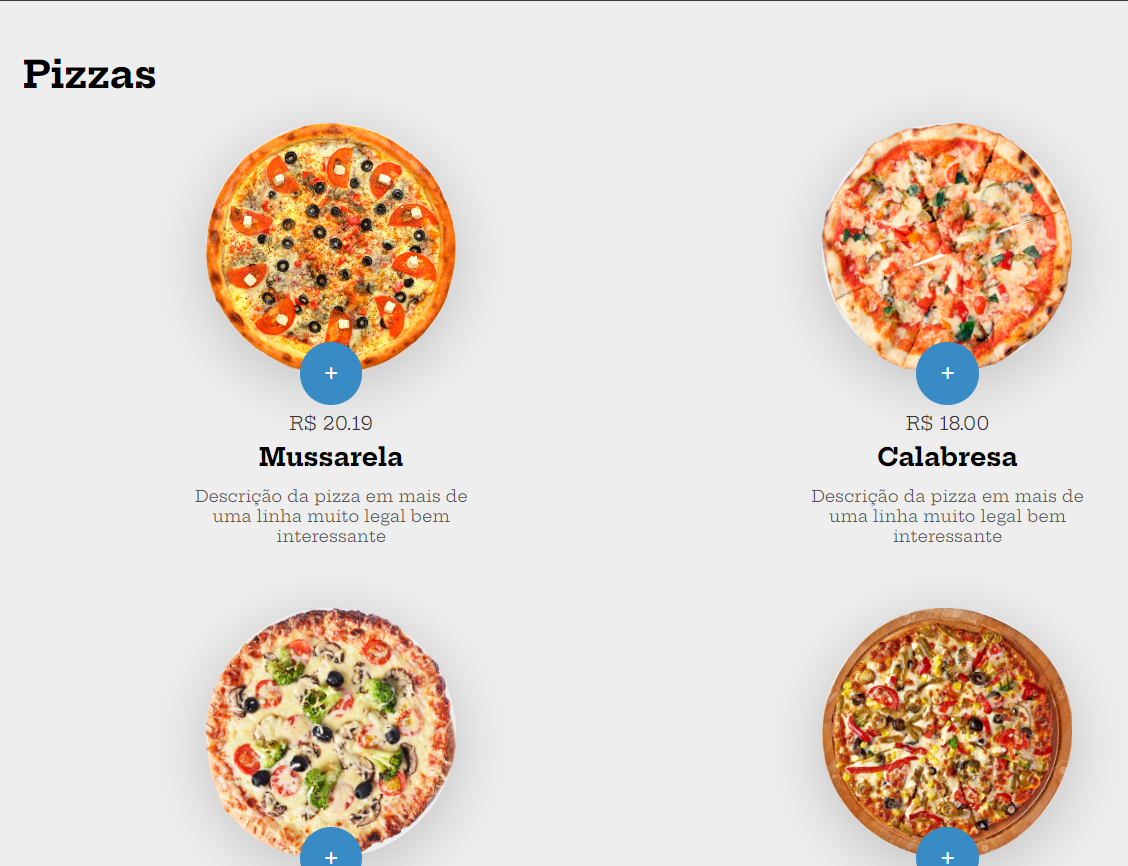 Pizzas
+
+
R$ 20.19
R$ 18.00
Mussarela
Calabresa
Descrição da pizza em mais de
uma linha muito legal bem
interessante
Descrição da pizza em mais de
uma linha muito legal bem
interessante
+
+